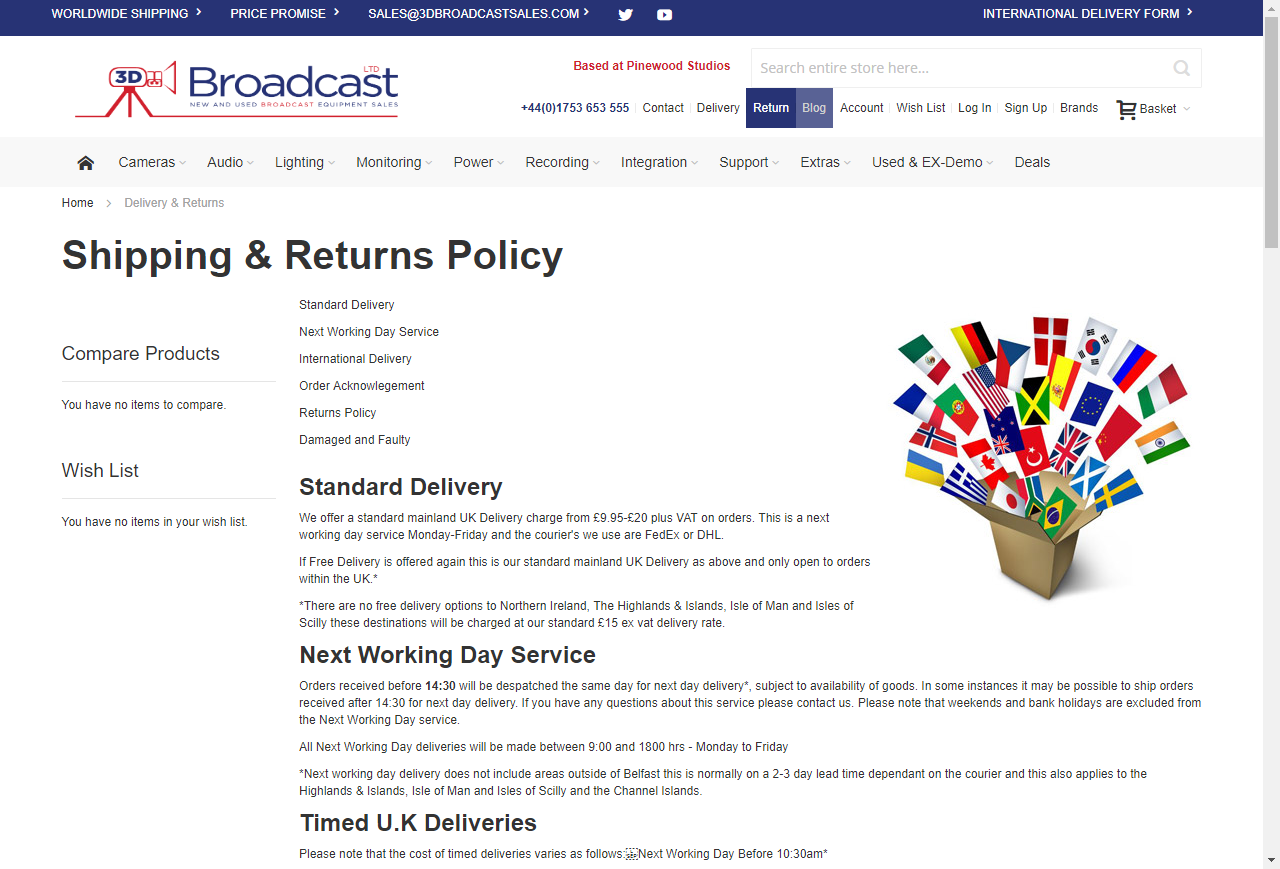 WORLDWIDE SHIPPING
PRICE PROMISE
SALES@3DBROADCASTSALES.COM
INTERNATIONAL DELIVERY FORM
3D Broadcast LTD
NEW AND USED BROADCAST EQUIPMENT SALES
Based at Pinewood Studios
Search entire store here...
+44(0)1753 653 555
Contact
Delivery
Return
Blog
Account
Wish List
Log In
Sign Up
Brands
Basket
Cameras
Audio
Lighting
Monitoring
Power
Recording
Integration
Support
Extras
Used & EX-Demo
Deals
Home
Delivery & Returns
Shipping & Returns Policy
Compare Products
You have no items to compare.
Wish List
You have no items in your wish list.
Standard Delivery
Next Working Day Service
International Delivery
Order Acknowlegement
Returns Policy
Damaged and Faulty
Standard Delivery
We offer a standard mainland UK Delivery charge from £9.95-£20 plus VAT on orders. This is a next
working day service Monday-Friday and the courier's we use are FedEx or DHL.
If Free Delivery is offered again this is our standard mainland UK Delivery as above and only open to orders
within the UK.*
*There are no free delivery options to Northern Ireland, The Highlands & Islands, Isle of Man and Isles of
Scilly these destinations will be charged at our standard £15 ex vat delivery rate.
Next Working Day Service
Orders received before 14:30 will be despatched the same day for next day delivery*, subject to availability of goods. In some instances it may be possible to ship orders
received after 14:30 for next day delivery. If you have any questions about this service please contact us. Please note that weekends and bank holidays are excluded from
the Next Working Day service.
All Next Working Day deliveries will be made between 9:00 and 1800 hrs - Monday to Friday
*Next working day delivery does not include areas outside of Belfast this is normally on a 2-3 day lead time dependant on the courier and this also applies to the
Highlands & Islands, Isle of Man and Isles of Scilly and the Channel Islands.
Timed U.K Deliveries
Please note that the cost of timed deliveries varies as follows: Next Working Day Before 10:30am*